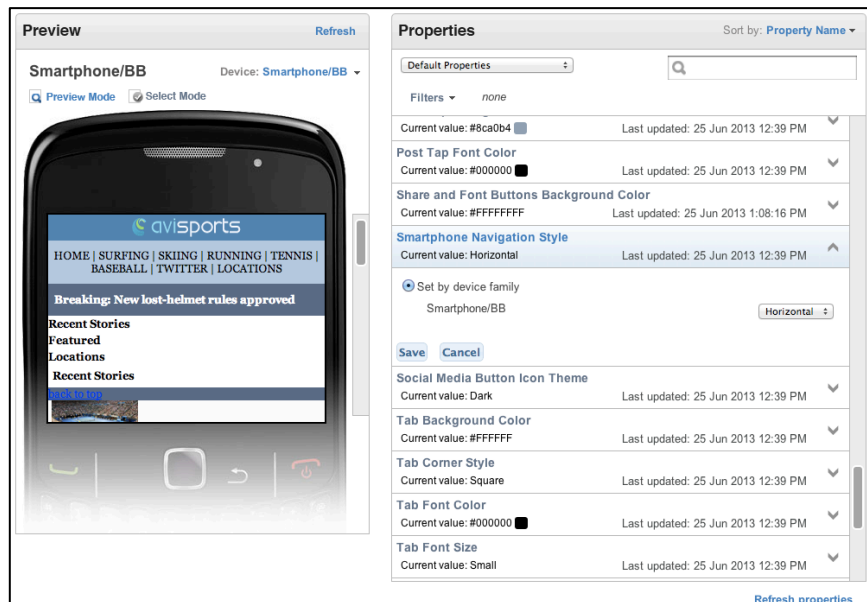 Preview
Refresh
Smartphone/BB
Device: Smartphone/BB
Preview Mode
Select Mode
avisports
HOME | SURFING | SKIING | RUNNING | TENNIS |
BASEBALL | TWITTER | LOCATIONS
Breaking: New lost-helmet rules approved
Recent Stories
Featured
Locations
Recent Stories
back to top
Properties
Sort by: Property Name
Default Properties
Filters
none
Current value: #8ca0b4
Last updated: 25 Jun 2013 12:39 PM
Post Tap Font Color
Current value: #000000
Last updated: 25 Jun 2013 12:39 PM
Share and Font Buttons Background Color
Current value: #FFFFFFFF
Last updated: 25 Jun 2013 1:08:16 PM
Smartphone Navigation Style
Current value: Horizontal
Last updated: 25 Jun 2013 12:39 PM
Set by device family
Smartphone/BB
Horizontal
Save
Cancel
Social Media Button Icon Theme
Current value: Dark
Last updated: 25 Jun 2013 12:39 PM
Tab Background Color
Current value: #FFFFFF
Last updated: 25 Jun 2013 12:39 PM
Tab Corner Style
Current value: Square
Last updated: 25 Jun 2013 12:39 PM
Tab Font Color
Current value: #000000
Last updated: 25 Jun 2013 12:39 PM
Tab Font Size
Current value: Small
Last updated: 25 Jun 2013 12:39 PM
Refresh properties